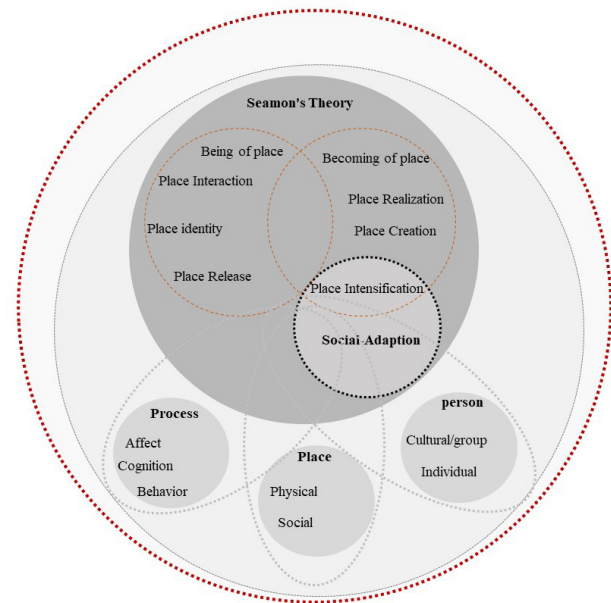 Seamon's Theory
Being of place
Becoming of place
Place Interaction
Place Realization
Place identity
Place Creation
Place Release
Place Intensification
Social Adaption
Process
Affect
Cognition
Behavior
Place
Physical
Social
person
Cultural/group
Individual